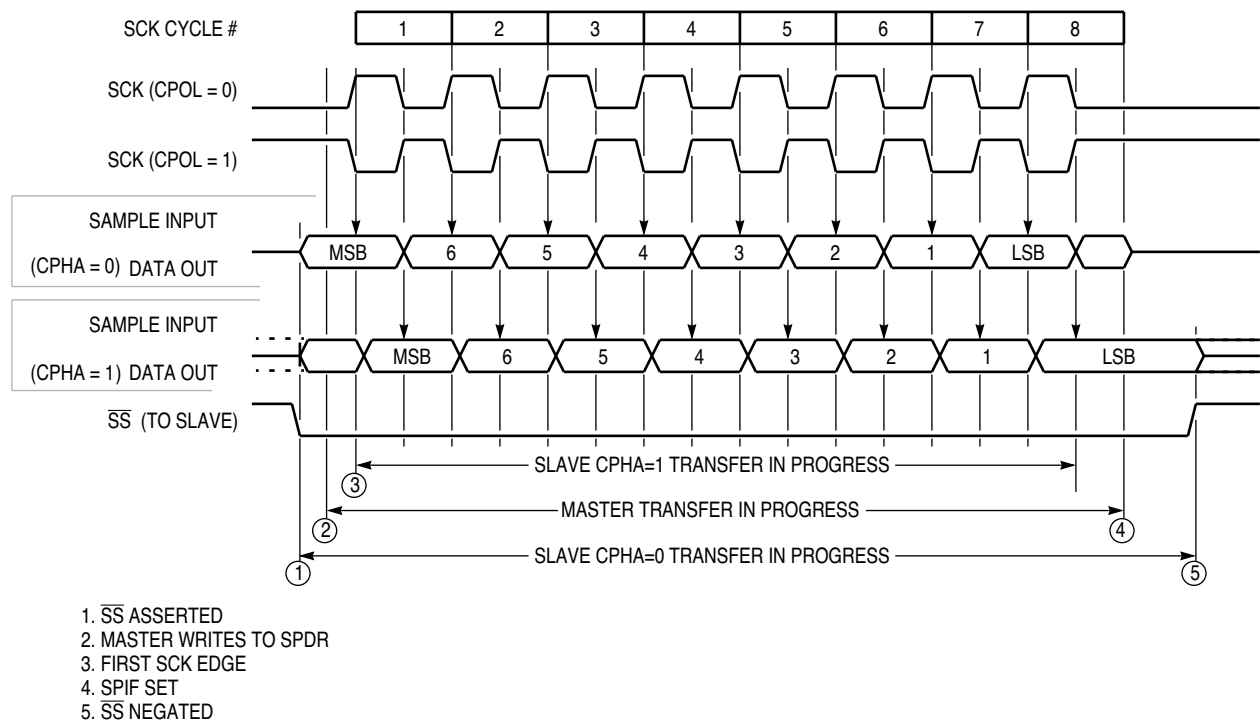 SCK CYCLE # 1 2 3 4 5 6 7 8
SCK (CPOL = 0)
SCK (CPOL = 1)
SAMPLE INPUT
(CPHA = 0) DATA OUT MSB 6 5 4 3 2 1 LSB
SAMPLE INPUT
(CPHA = 1) DATA OUT MSB 6 5 4 3 2 1 LSB
SS (TO SLAVE)
SLAVE CPHA=1 TRANSFER IN PROGRESS
3
MASTER TRANSFER IN PROGRESS
2 4
SLAVE CPHA=0 TRANSFER IN PROGRESS
1 5
1. SS ASSERTED
2. MASTER WRITES TO SPDR
3. FIRST SCK EDGE
4. SPIF SET
5. SS NEGATED